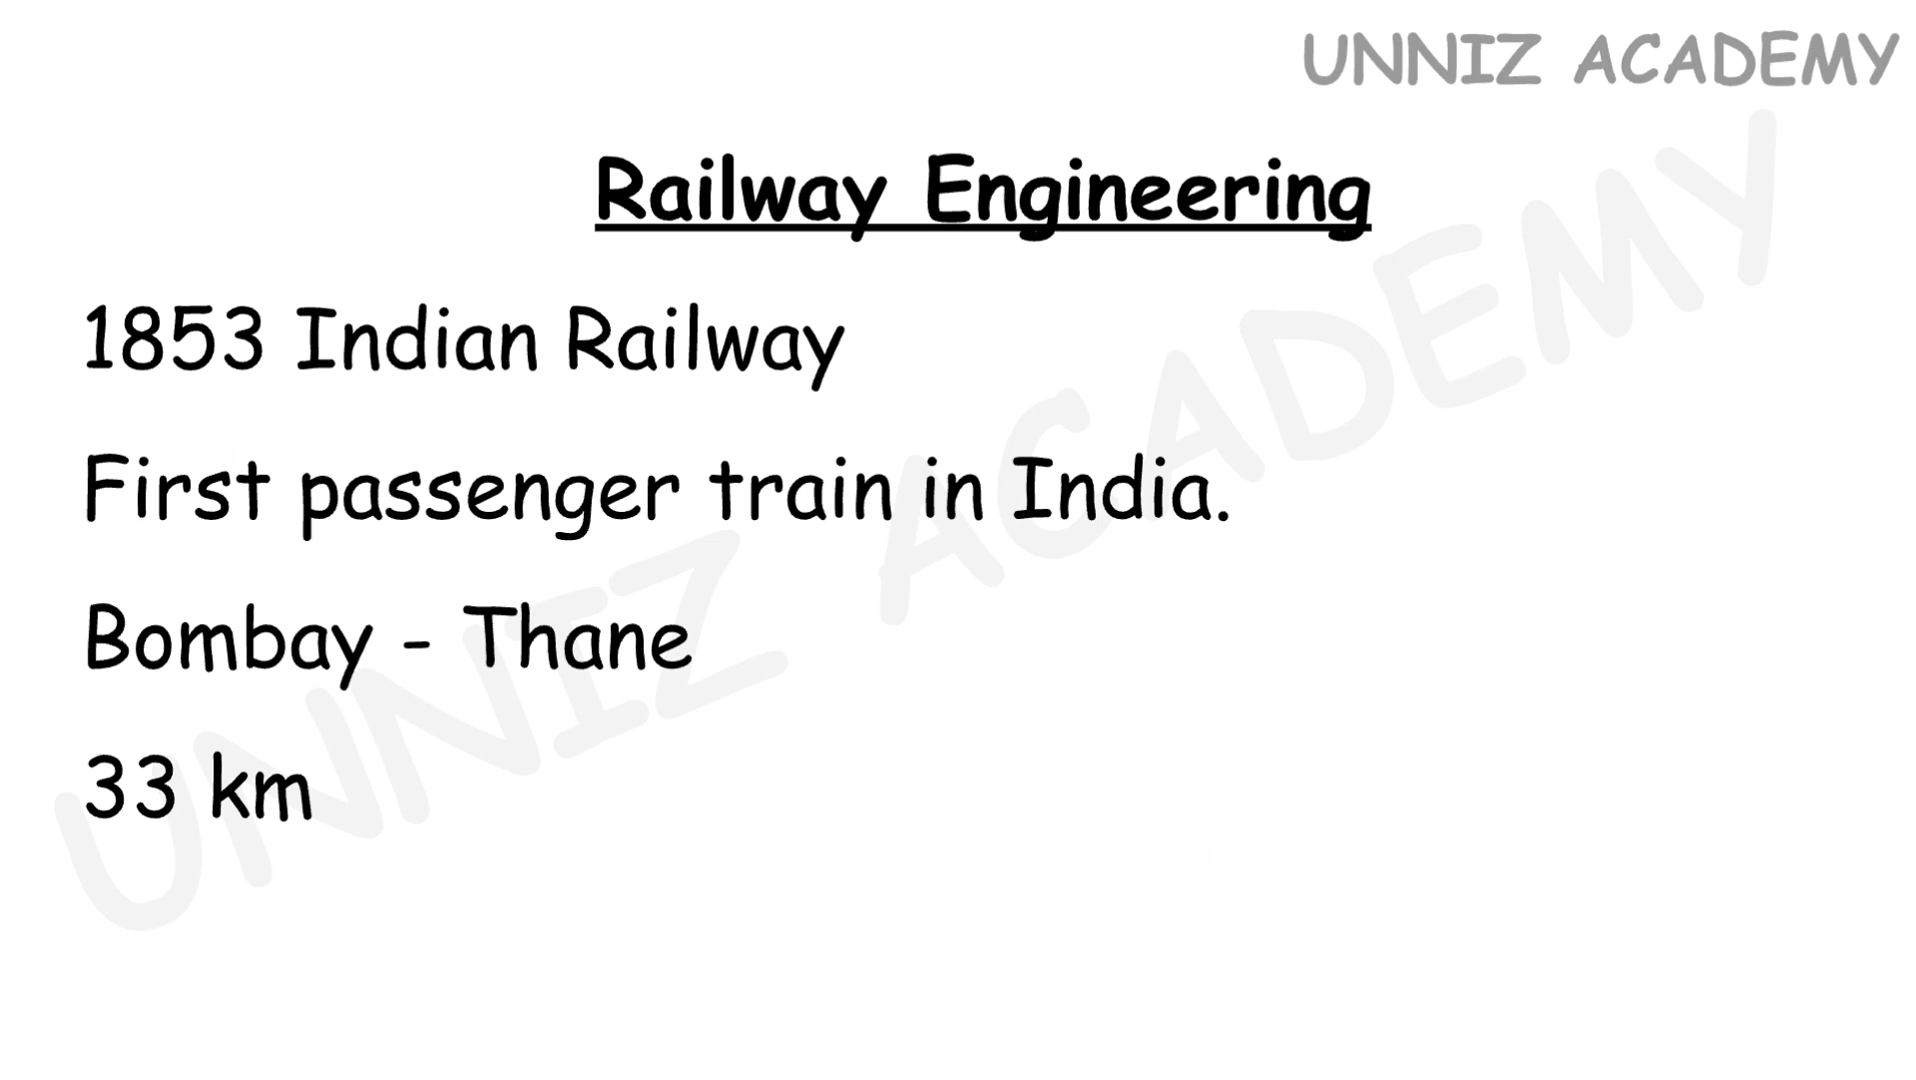 UNNIZ ACADEMY
Railway Engineering
1853 Indian Railway
First passenger train in India.
Bombay - Thane
33 km
UNNIZ ACADEMY